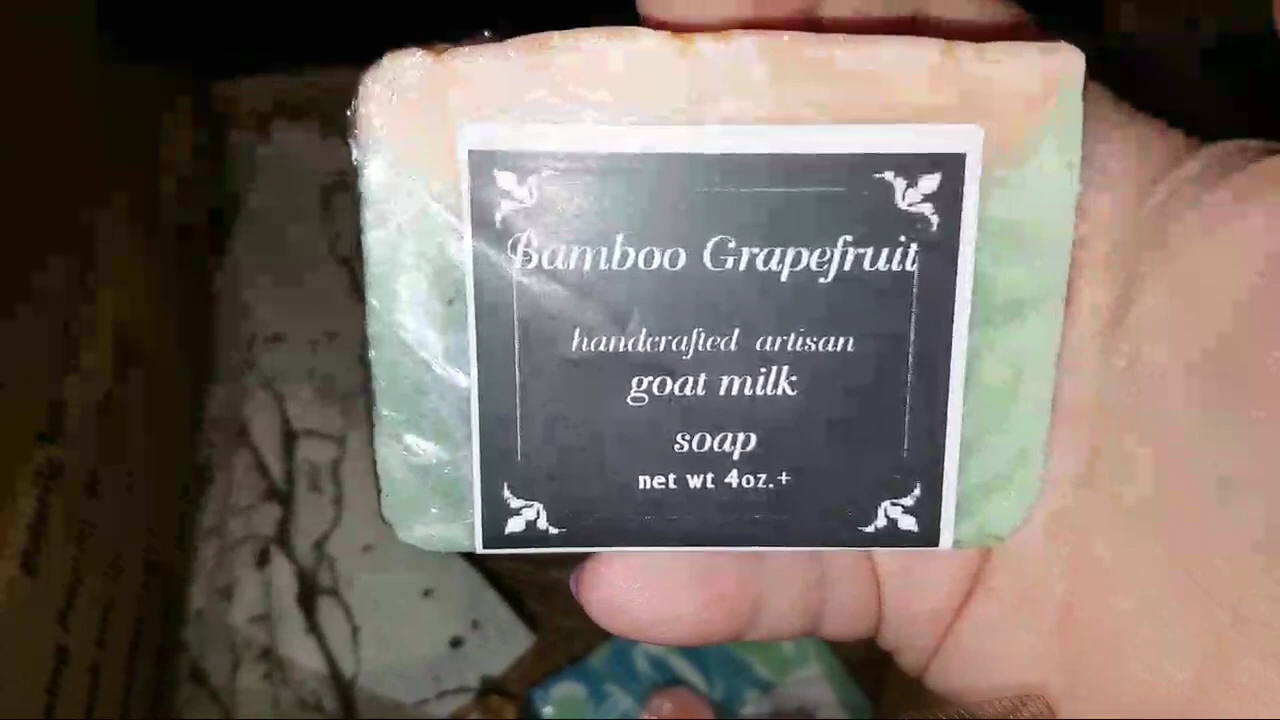 Bamboo Grapefruit
handcrafted artisan
goat milk
soap
net wt 4oz.+